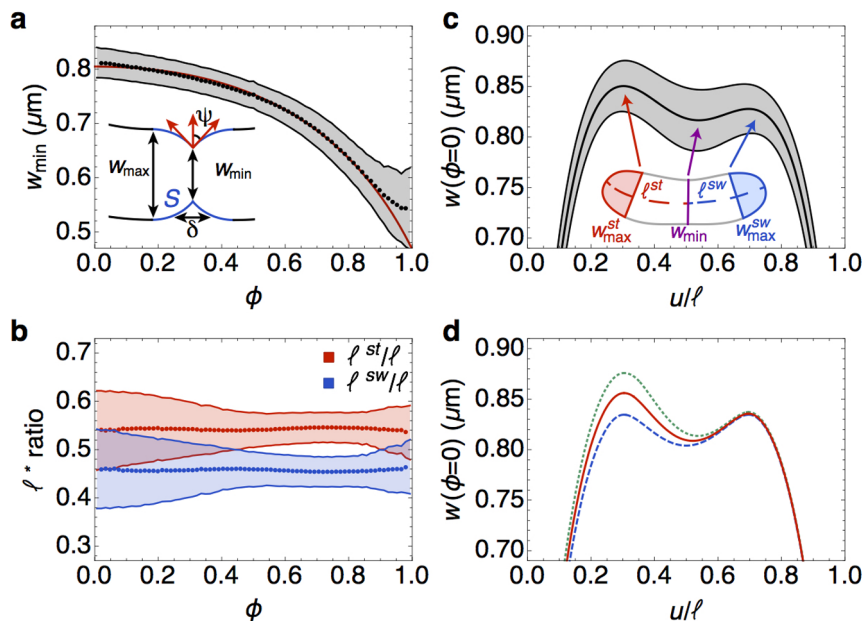 a
w_min (μm)
0.8
0.7
0.6
0.5
ψ
w_max
w_min
S
δ
0.0 0.2 0.4 0.6 0.8 1.0
ϕ
b
ℓ* ratio
0.7
0.6
0.5
0.4
0.3
ℓ^st/ℓ
ℓ^sw/ℓ
0.0 0.2 0.4 0.6 0.8 1.0
ϕ
c
w(ϕ=0) (μm)
0.90
0.85
0.80
0.75
0.70
ℓ^st ℓ^sw
w_max^st w_min w_max^sw
0.0 0.2 0.4 0.6 0.8 1.0
u/ℓ
d
w(ϕ=0) (μm)
0.90
0.85
0.80
0.75
0.70
0.0 0.2 0.4 0.6 0.8 1.0
u/ℓ